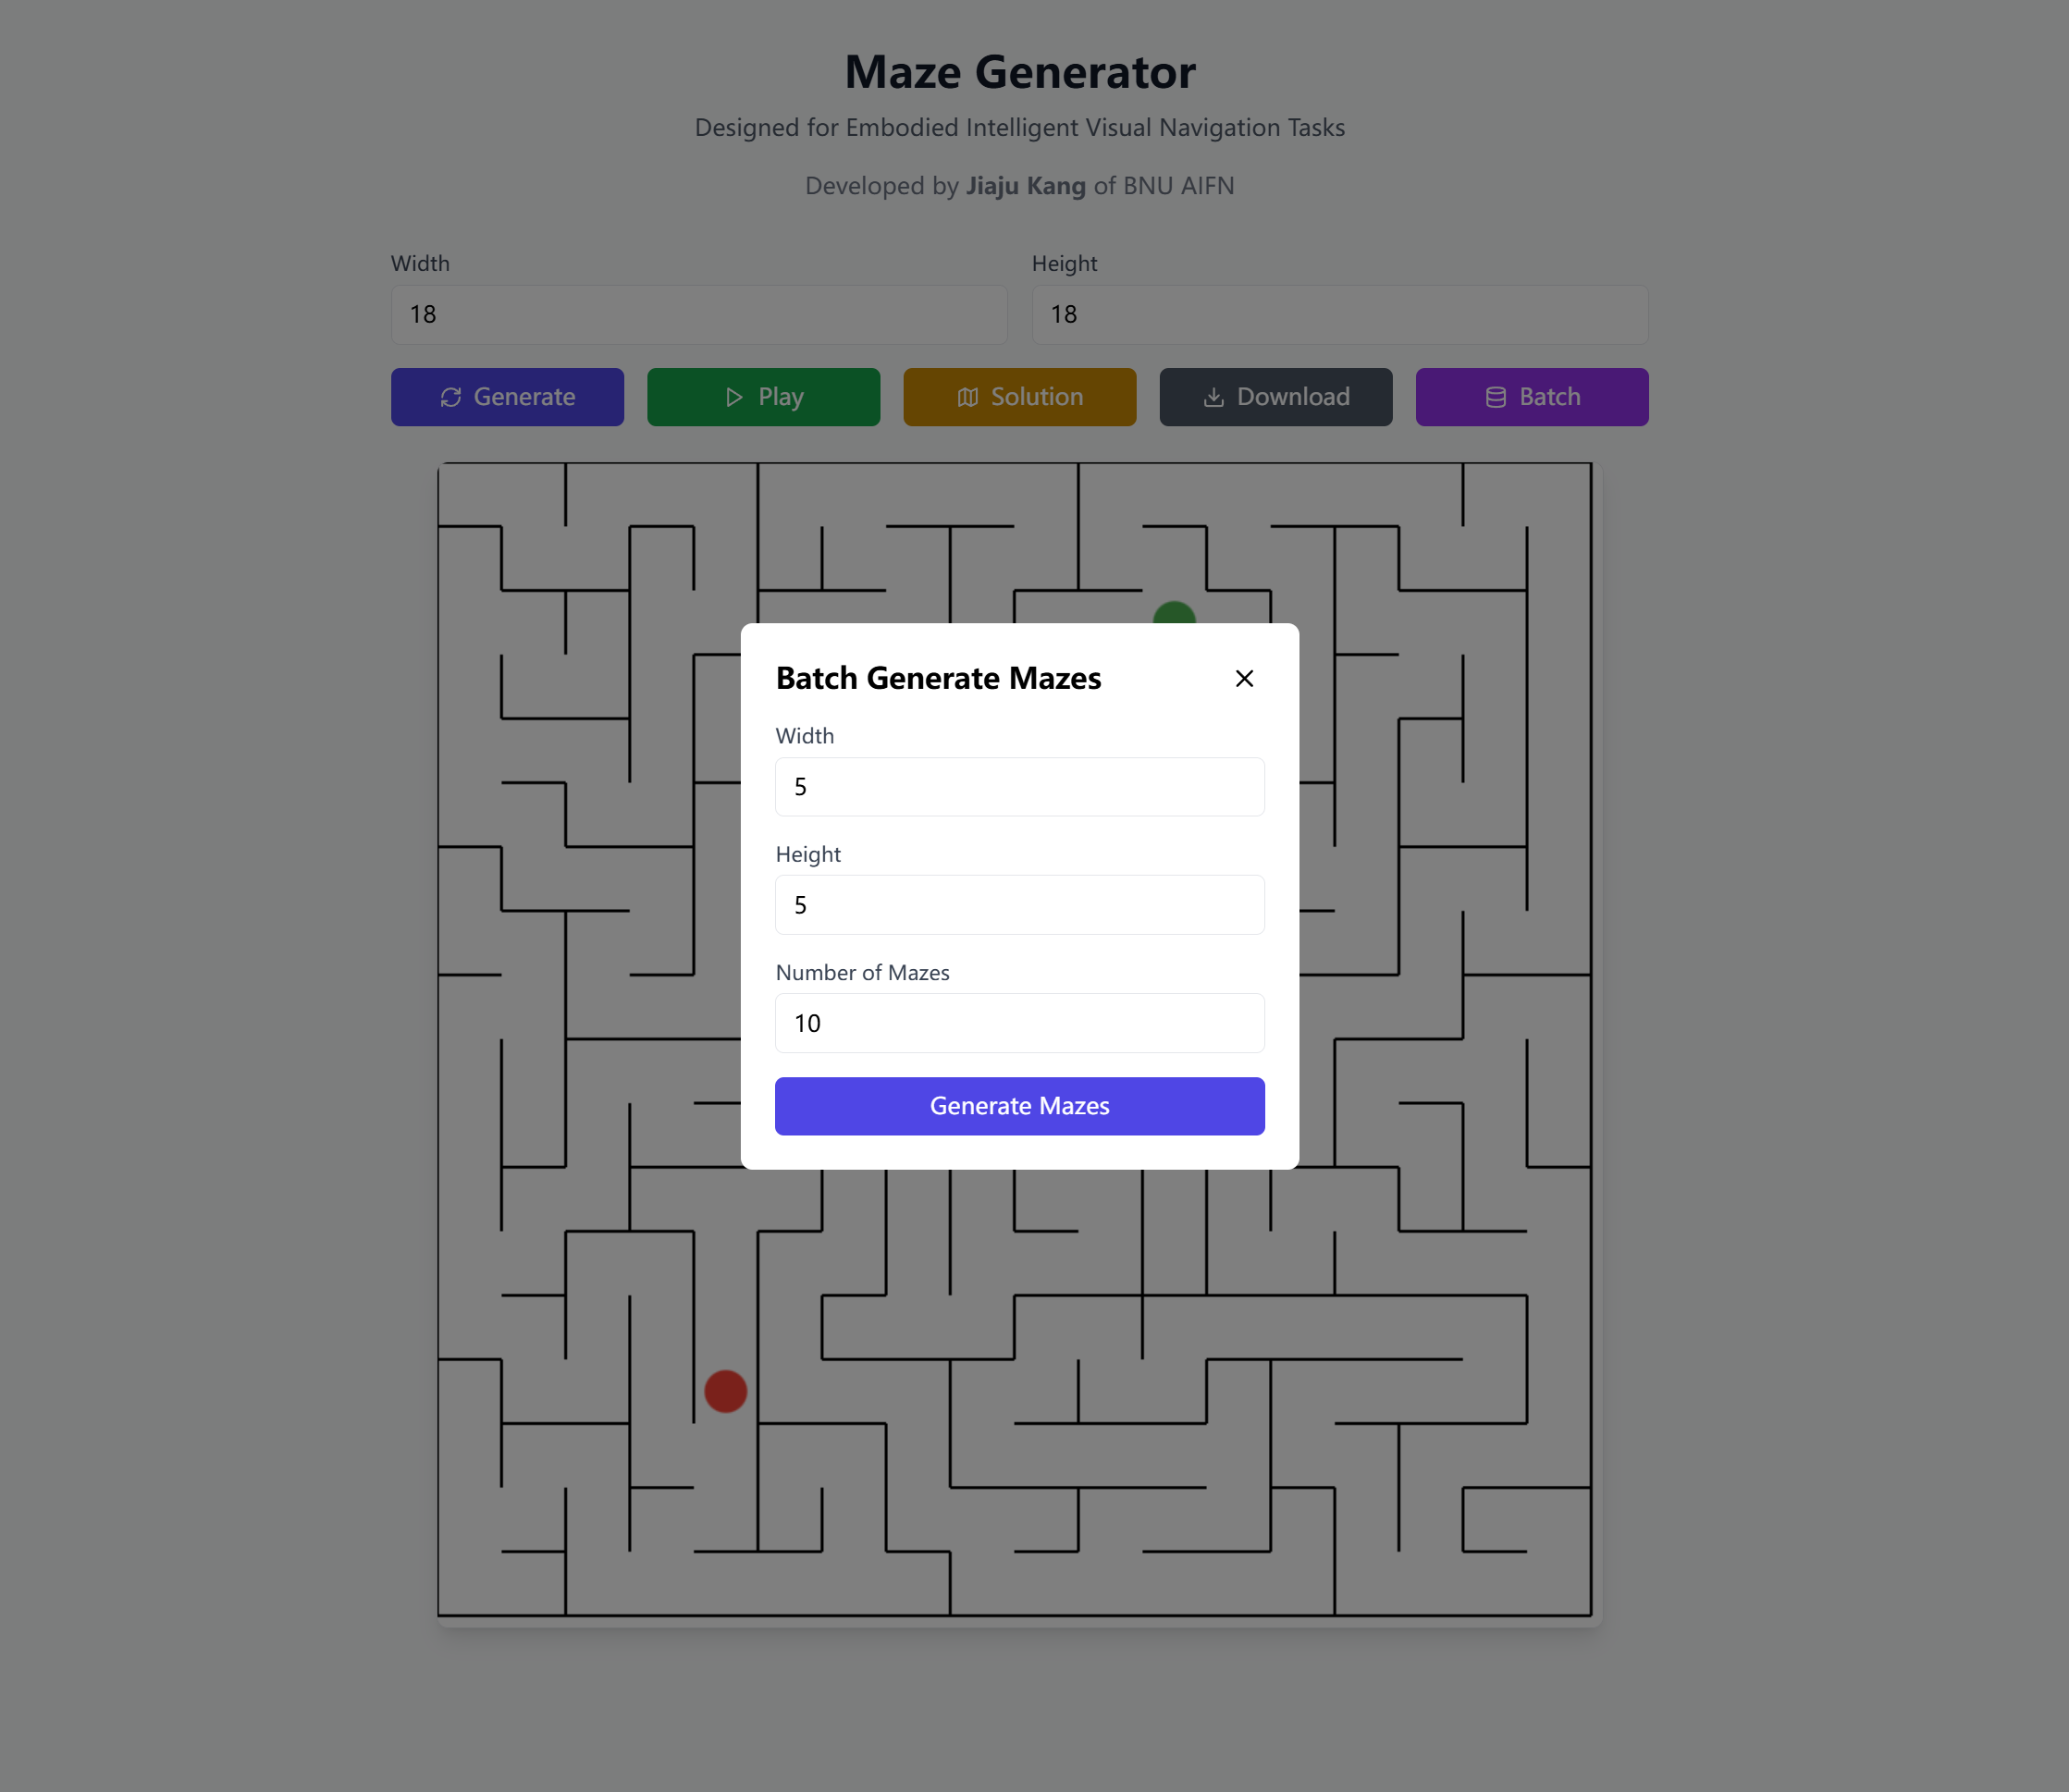 Maze Generator
Designed for Embodied Intelligent Visual Navigation Tasks
Developed by Jiaju Kang of BNU AIFN
Width
Height
18
18
Generate
Play
Solution
Download
Batch
Batch Generate Mazes
Width
5
Height
5
Number of Mazes
10
Generate Mazes